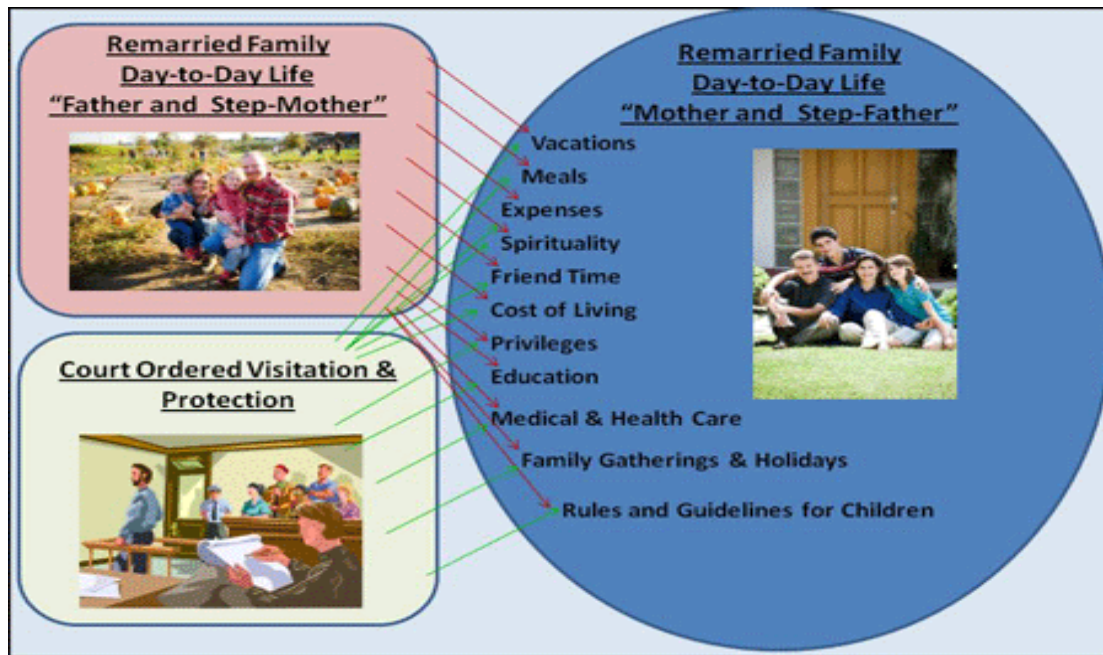 Remarried Family
Day-to-Day Life
“Father and Step-Mother”
Court Ordered Visitation &
Protection
Remarried Family
Day-to-Day Life
“Mother and Step-Father”
Vacations
Meals
Expenses
Spirituality
Friend Time
Cost of Living
Privileges
Education
Medical & Health Care
Family Gatherings & Holidays
Rules and Guidelines for Children